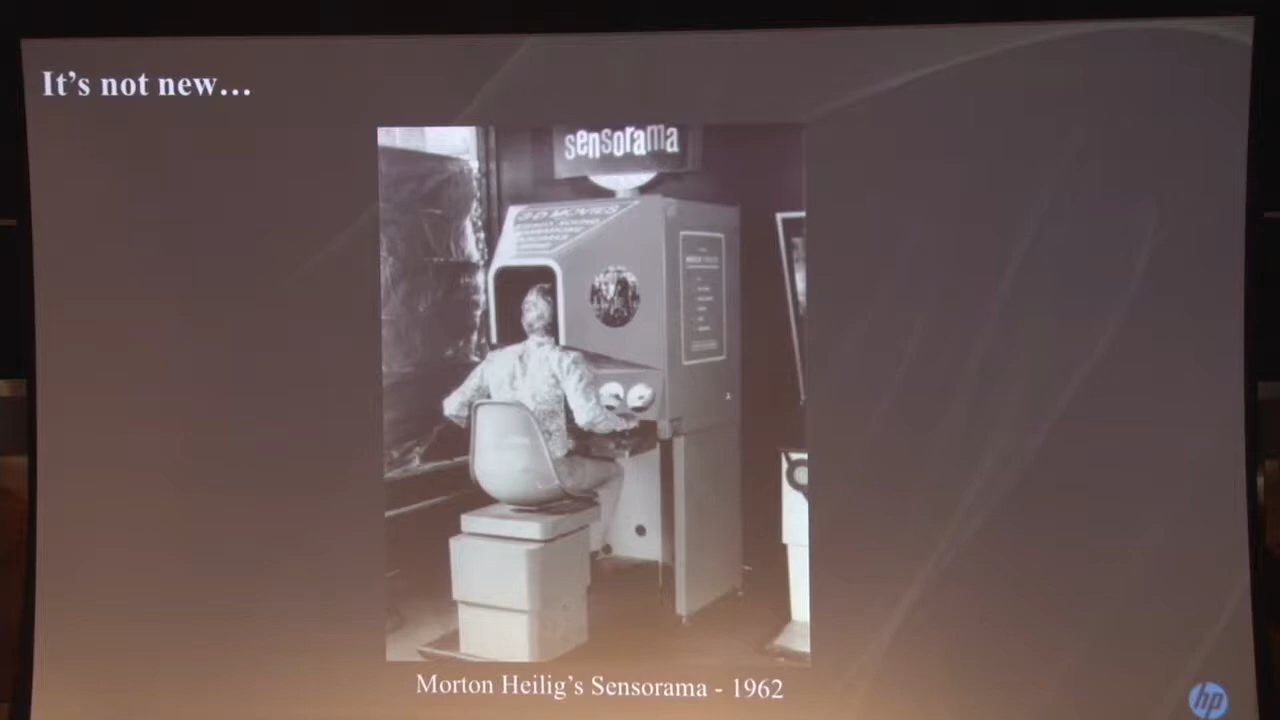 It's not new…
sensorama
3-D MOVIES
Morton Heilig's Sensorama - 1962
hp